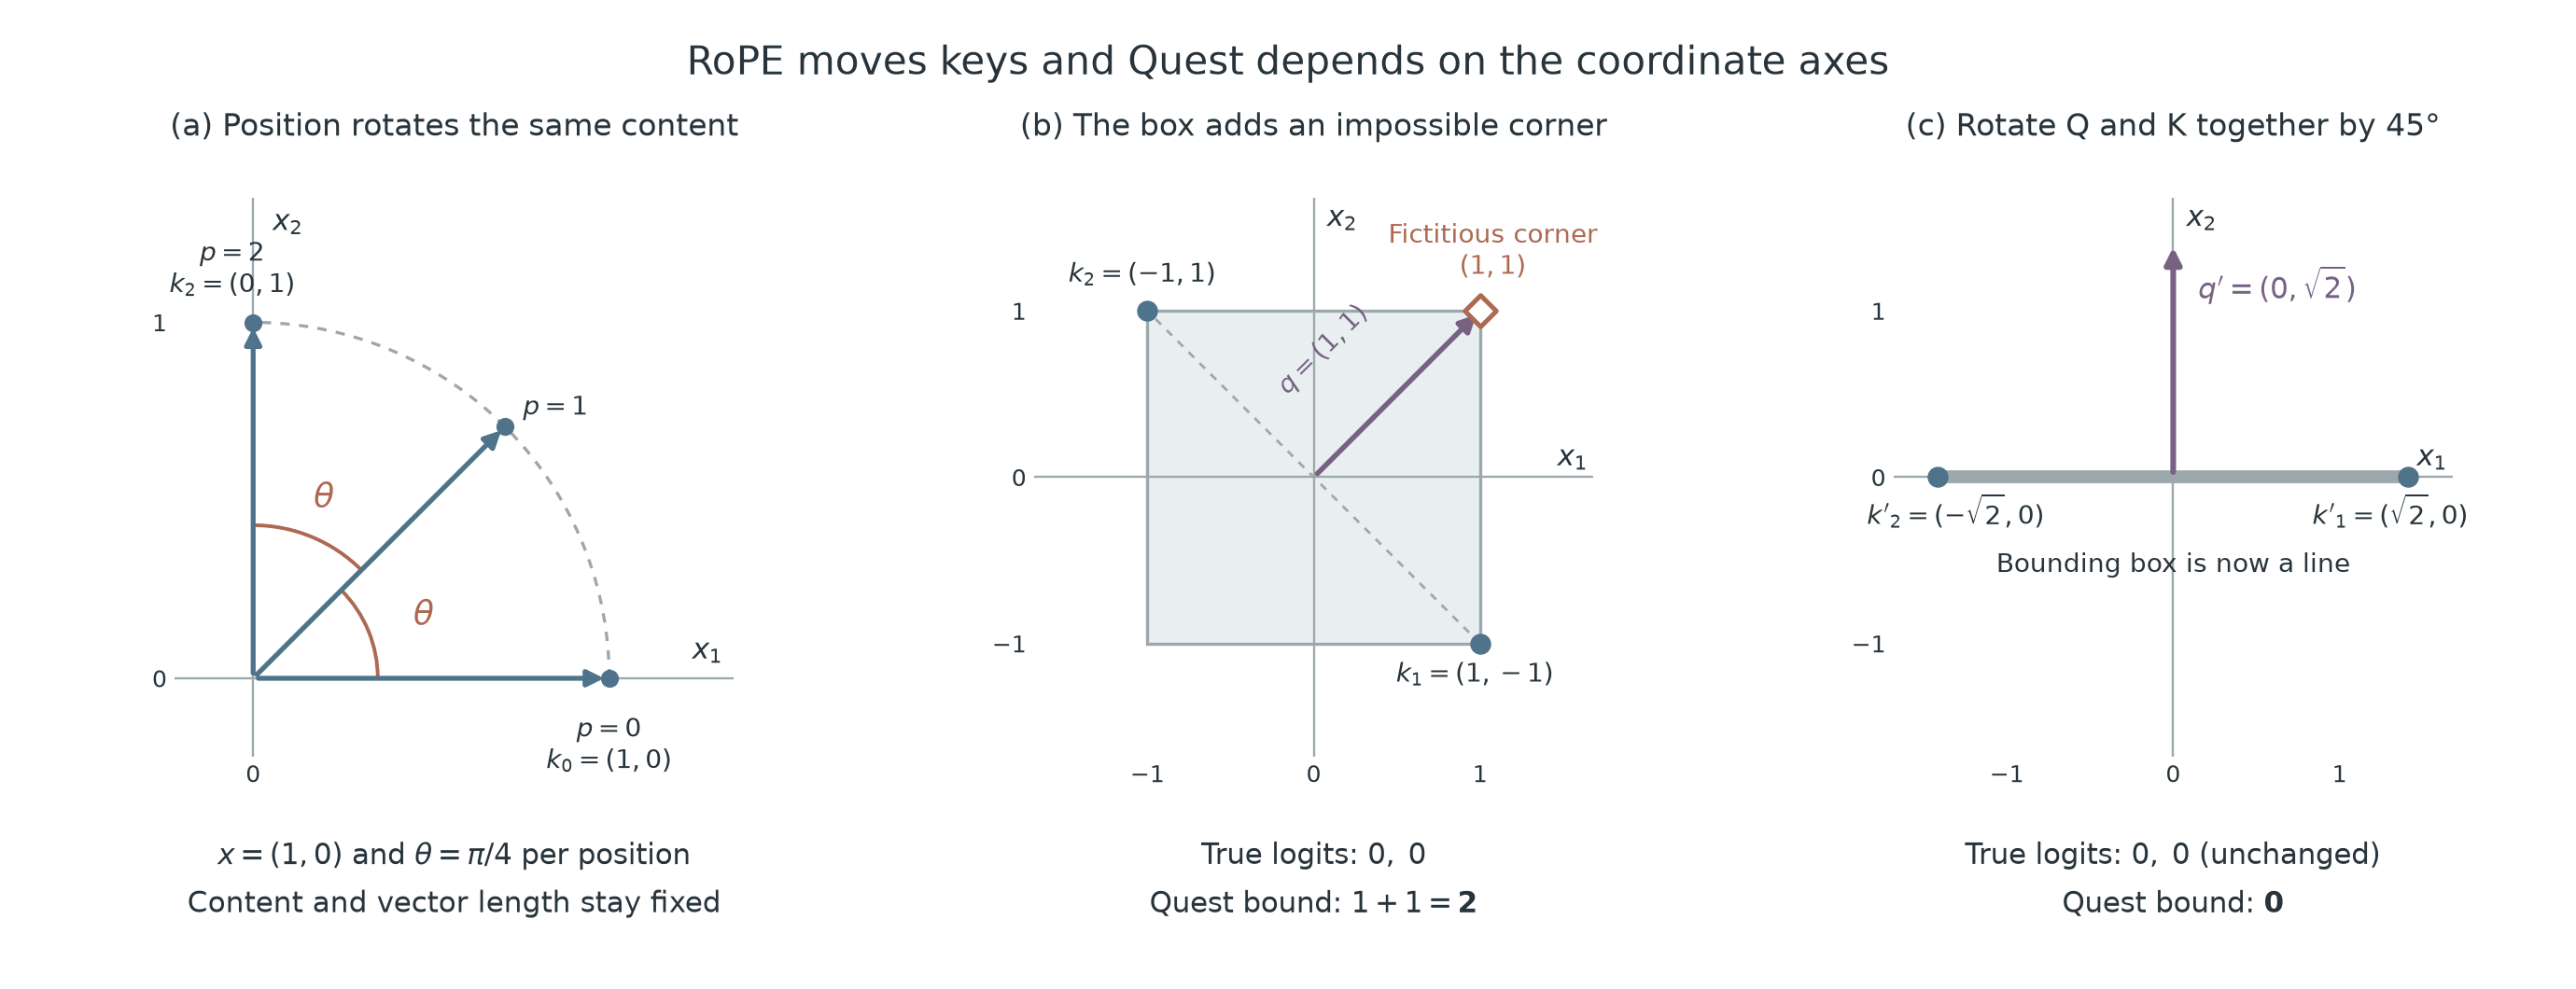 RoPE moves keys and Quest depends on the coordinate axes
(a) Position rotates the same content
x₂
p = 2
k₂ = (0, 1)
1
p = 1
θ
θ
x₁
0
p = 0
k₀ = (1, 0)
0
x = (1, 0) and θ = π/4 per position
Content and vector length stay fixed
(b) The box adds an impossible corner
x₂
Fictitious corner
(1, 1)
k₂ = (−1, 1)
1
q = (1, 1)
x₁
0
−1
k₁ = (1, −1)
−1 0 1
True logits: 0, 0
Quest bound: 1 + 1 = 2
(c) Rotate Q and K together by 45°
x₂
q′ = (0, √2)
1
x₁
0
k′₂ = (−√2, 0)
k′₁ = (√2, 0)
Bounding box is now a line
−1
−1 0 1
True logits: 0, 0 (unchanged)
Quest bound: 0